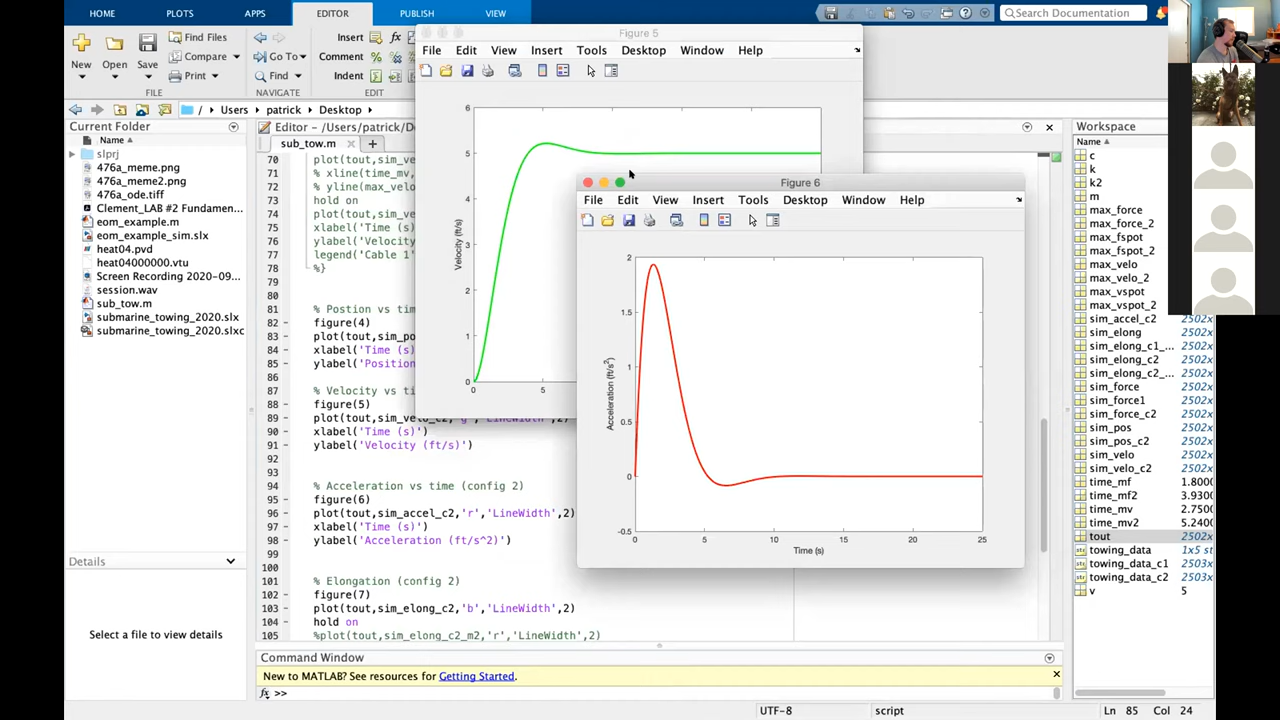 HOME PLOTS APPS EDITOR PUBLISH VIEW
Search Documentation
New Open Save
Find Files
Compare
Print
FILE
Go To
Find
NAVIGATE
Insert
Comment
Indent
EDIT
fx
/ Users patrick Desktop
Current Folder
Name
slprj
476a_meme.png
476a_meme2.png
476a_ode.tiff
Clement_LAB #2 Fundamen...
eom_example.m
eom_example_sim.slx
heat04.pvd
heat04000000.vtu
Screen Recording 2020-09...
session.wav
sub_tow.m
submarine_towing_2020.slx
submarine_towing_2020.slxc
Details
Select a file to view details
Editor - /Users/patrick/De
sub_tow.m
70 plot(tout,sim_ve
71 % xline(time_mv,
72 % yline(max_velo
73 hold on
74 plot(tout,sim_ve
75 xlabel('Time (s)
76 ylabel('Velocity
77 legend('Cable 1'
78 %}
79
80
81 % Postion vs tim
82 figure(4)
83 plot(tout,sim_po
84 xlabel('Time (s)
85 ylabel('Position
86
87 % Velocity vs ti
88 figure(5)
89 plot(tout,sim_velo_c2,'g','LineWidth',2)
90 xlabel('Time (s)')
91 ylabel('Velocity (ft/s)')
92
93
94 % Acceleration vs time (config 2)
95 figure(6)
96 plot(tout,sim_accel_c2,'r','LineWidth',2)
97 xlabel('Time (s)')
98 ylabel('Acceleration (ft/s^2)')
99
100
101 % Elongation (config 2)
102 figure(7)
103 plot(tout,sim_elong_c2,'b','LineWidth',2)
104 hold on
105 %plot(tout,sim_elong_c2_m2,'r','LineWidth',2)
Figure 5
File Edit View Insert Tools Desktop Window Help
6
5
4
3
2
1
0
0 5
Velocity (ft/s)
Figure 6
File Edit View Insert Tools Desktop Window Help
2
1.5
1
0.5
0
-0.5
0 5 10 15 20 25
Acceleration (ft/s²)
Time (s)
Workspace
Name
c
k
k2
m
max_force
max_force_2
max_fspot
max_fspot_2
max_velo
max_velo_2
max_vspot
max_vspot_2
sim_accel_c2 2502x
sim_elong 2502x
sim_elong_c1_... 2502x
sim_elong_c2 2502x
sim_elong_c2_... 2502x
sim_force 2502x
sim_force1 2502x
sim_force_c2 2502x
sim_pos 2502x
sim_pos_c2 2502x
sim_velo 2502x
sim_velo_c2 2502x
time_mf 1.8000
time_mf2 3.9300
time_mv 2.7500
time_mv2 5.2400
tout 2502x
towing_data 1x5 st
towing_data_c1 2503x
towing_data_c2 2503x
v 5
Command Window
New to MATLAB? See resources for Getting Started.
fx >>
UTF-8 script Ln 85 Col 24